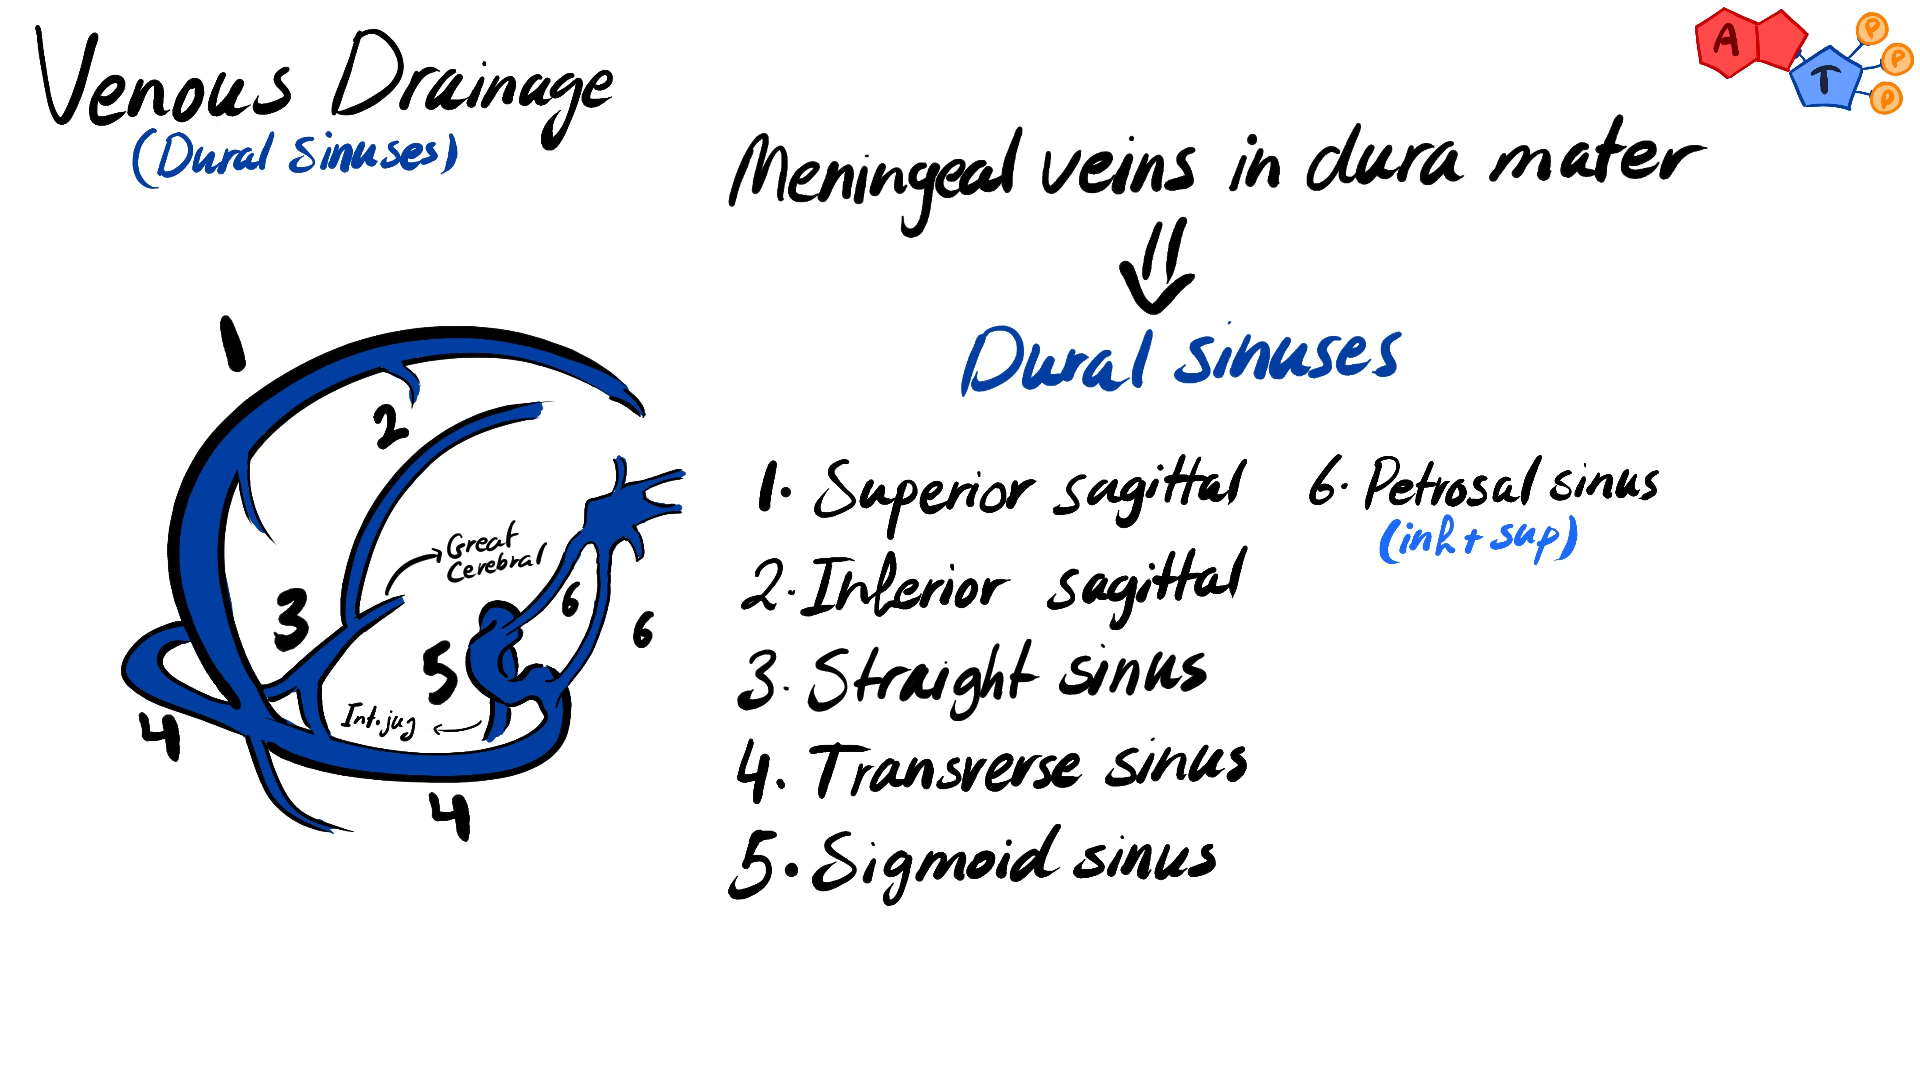 Venous Drainage
(Dural Sinuses)
A
T
P
P
P
Meningeal veins in dura mater
Dural sinuses
1. Superior sagittal
2. Inferior sagittal
3. Straight sinus
4. Transverse sinus
5. Sigmoid sinus
6. Petrosal sinus
(inf + sup)
1
2
Great
Cerebral
3
6
6
5
Int. jug
4
4